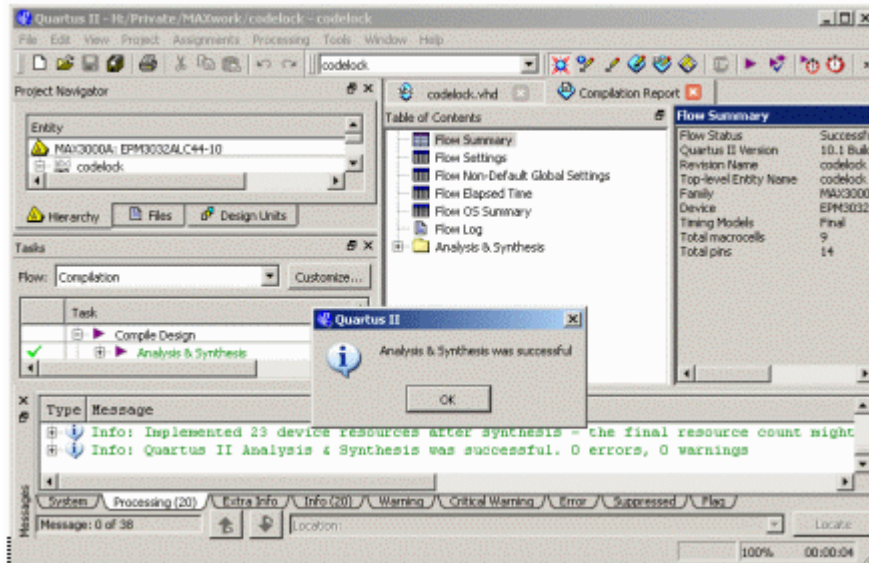 Quartus II - H:/Private/MAXwork/codelock - codelock
File Edit View Project Assignments Processing Tools Window Help
codelock
Project Navigator
Entity
MAX3000A: EPM3032ALC44-10
codelock
Hierarchy Files Design Units
Tasks
Flow: Compilation Customize...
Task
Compile Design
Analysis & Synthesis
codelock.vhd Compilation Report
Table of Contents
Flow Summary
Flow Settings
Flow Non-Default Global Settings
Flow Elapsed Time
Flow OS Summary
Flow Log
Analysis & Synthesis
Flow Summary
Flow Status Successf
Quartus II Version 10.1 Buil
Revision Name codelock
Top-level Entity Name codelock
Family MAX3000
Device EPM3032
Timing Models Final
Total macrocells 9
Total pins 14
Quartus II
Analysis & Synthesis was successful
OK
Type Message
Info: Implemented 23 device resources after synthesis - the final resource count might
Info: Quartus II Analysis & Synthesis was successful. 0 errors, 0 warnings
System Processing (20) Extra Info Info (20) Warning Critical Warning Error Suppressed Flag
Messages
Message: 0 of 38 Location: Locate
100% 00:00:04